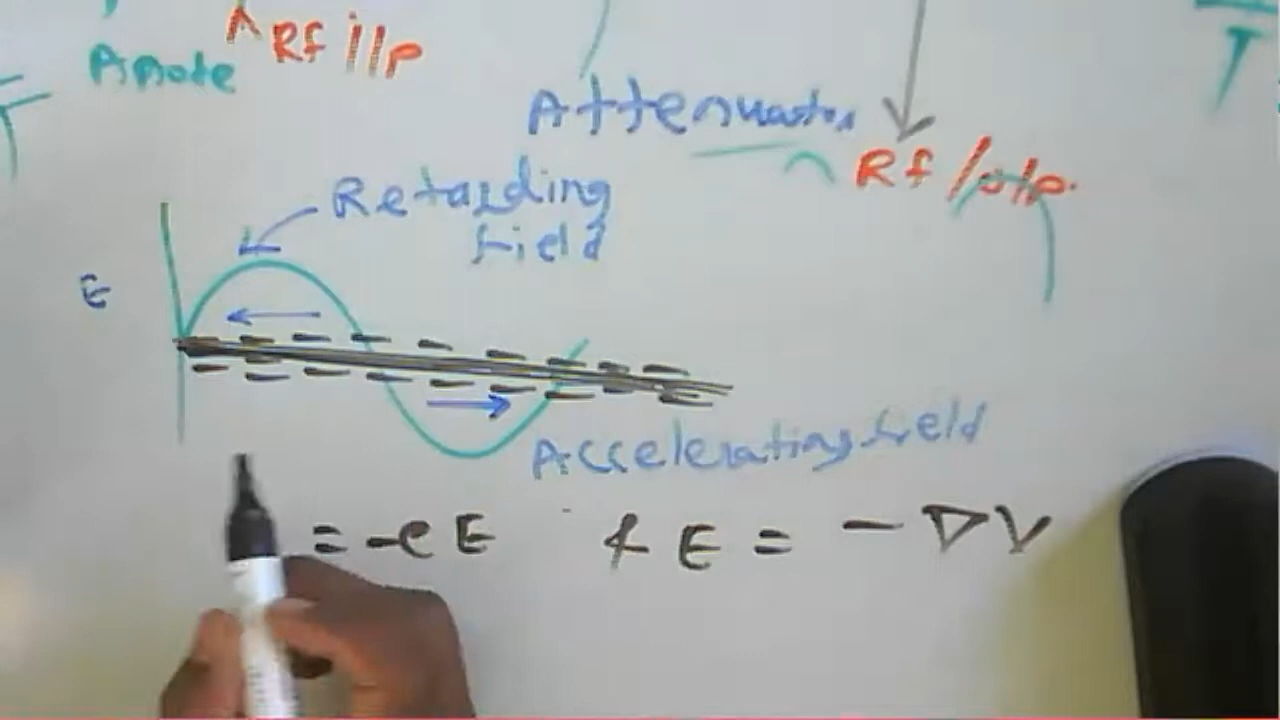 Anode
Rf i/p
Attenuator
Rf/o/p.
T
Retarding
field
E
Accelerating field
= -eE & E = -∇V